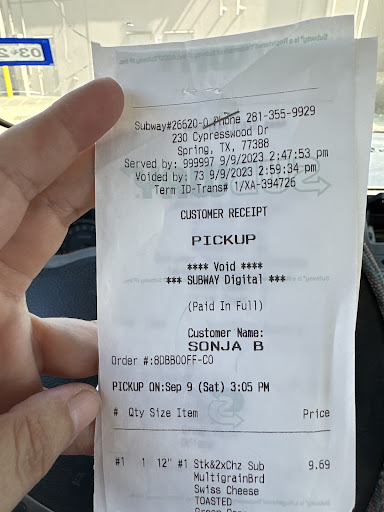 Subway#26620-0 Phone 281-355-9929
230 Cypresswood Dr
Spring, TX, 77388
Served by: 999997 9/9/2023 2:47:53 pm
Voided by: 73 9/9/2023 2:59:34 pm
Term ID-Trans# 1/XA-394726
CUSTOMER RECEIPT
PICKUP
**** Void ****
*** SUBWAY Digital ***
(Paid In Full)
Customer Name:
SONJA B
Order #:8DBB00FF-C0
PICKUP ON:Sep 9 (Sat) 3:05 PM
# Qty Size Item Price
#1 1 12" #1 Stk&2xChz Sub 9.69
MultigrainBrd
Swiss Cheese
TOASTED